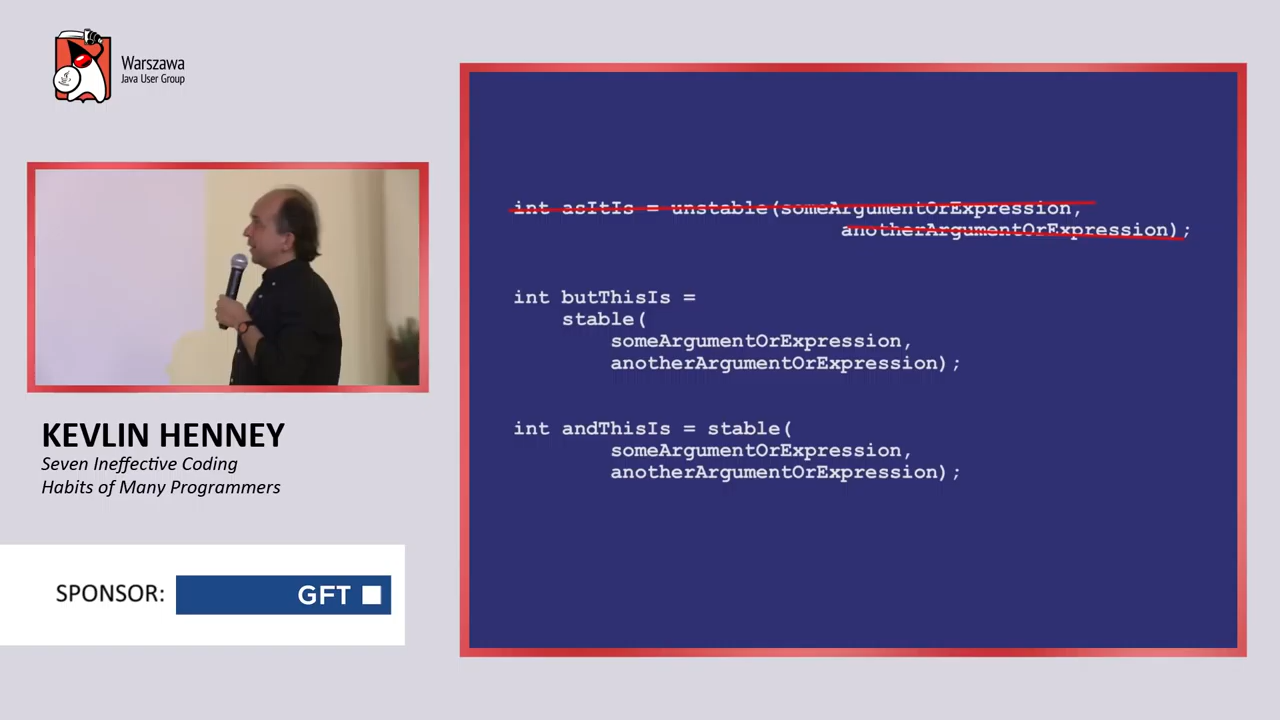 Warszawa
Java User Group
int asItIs = unstable(someArgumentOrExpression,
anotherArgumentOrExpression);
int butThisIs =
stable(
someArgumentOrExpression,
anotherArgumentOrExpression);
int andThisIs = stable(
someArgumentOrExpression,
anotherArgumentOrExpression);
KEVLIN HENNEY
Seven Ineffective Coding
Habits of Many Programmers
SPONSOR:
GFT